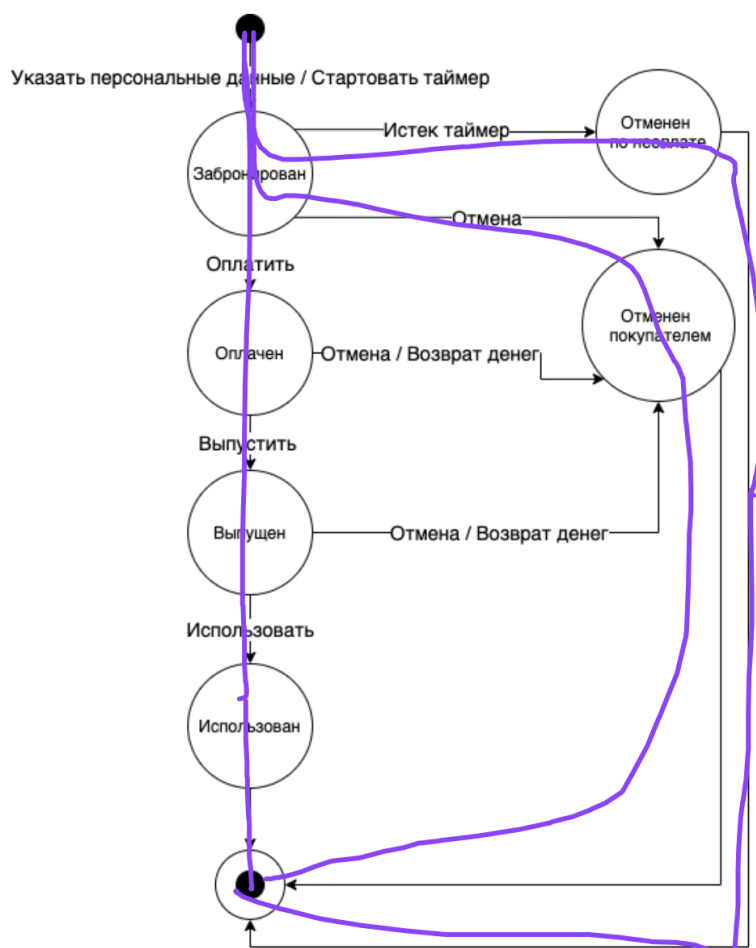 Указать персональные данные / Стартовать таймер
Истек таймер
Отменен
по неоплате
Забронирован
Отмена
Оплатить
Отменен
покупателем
Оплачен
Отмена / Возврат денег
Выпустить
Выпущен
Отмена / Возврат денег
Использовать
Использован